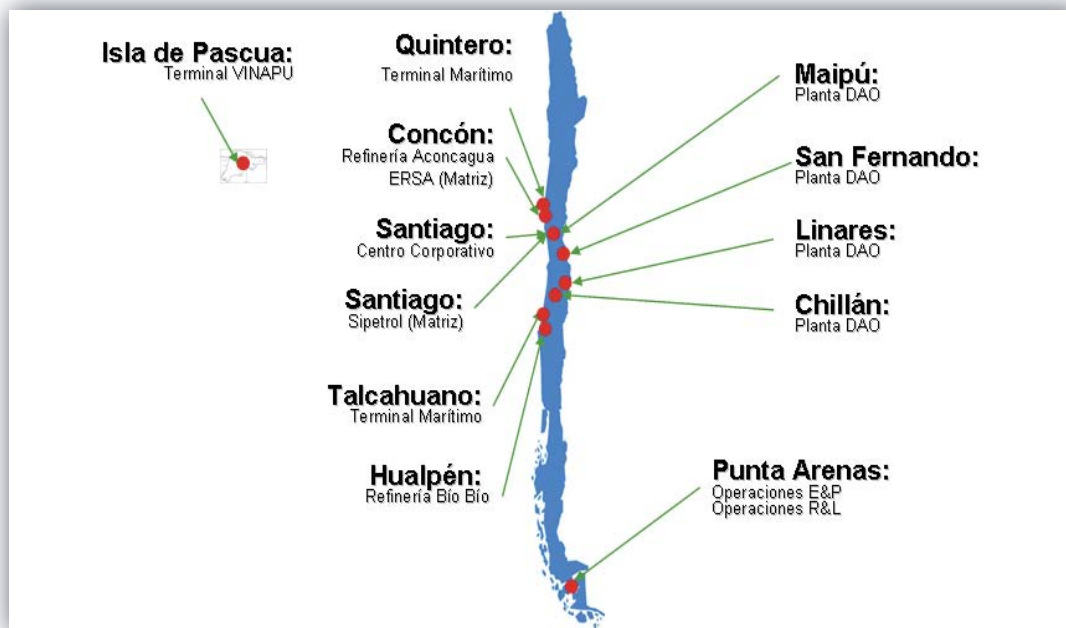 Isla de Pascua:
Terminal VINAPU
Quintero:
Terminal Marítimo
Concón:
Refinería Aconcagua
ERSA (Matriz)
Santiago:
Centro Corporativo
Santiago:
Sipetrol (Matriz)
Talcahuano:
Terminal Marítimo
Hualpén:
Refinería Bío Bío
Maipú:
Planta DAO
San Fernando:
Planta DAO
Linares:
Planta DAO
Chillán:
Planta DAO
Punta Arenas:
Operaciones E&P
Operaciones R&L